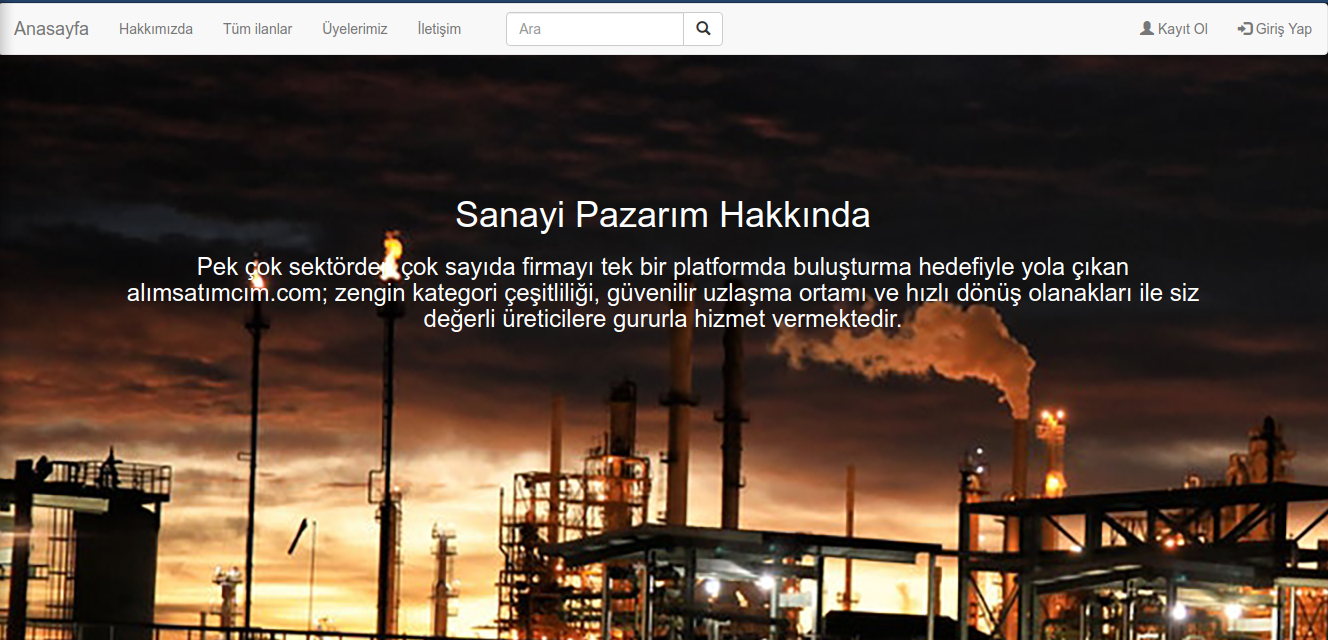 Anasayfa Hakkımızda Tüm ilanlar Üyelerimiz İletişim Ara Kayıt Ol Giriş Yap
Sanayi Pazarım Hakkında
Pek çok sektörden çok sayıda firmayı tek bir platformda buluşturma hedefiyle yola çıkan
alımsatımcım.com; zengin kategori çeşitliliği, güvenilir uzlaşma ortamı ve hızlı dönüş olanakları ile siz
değerli üreticilere gururla hizmet vermektedir.